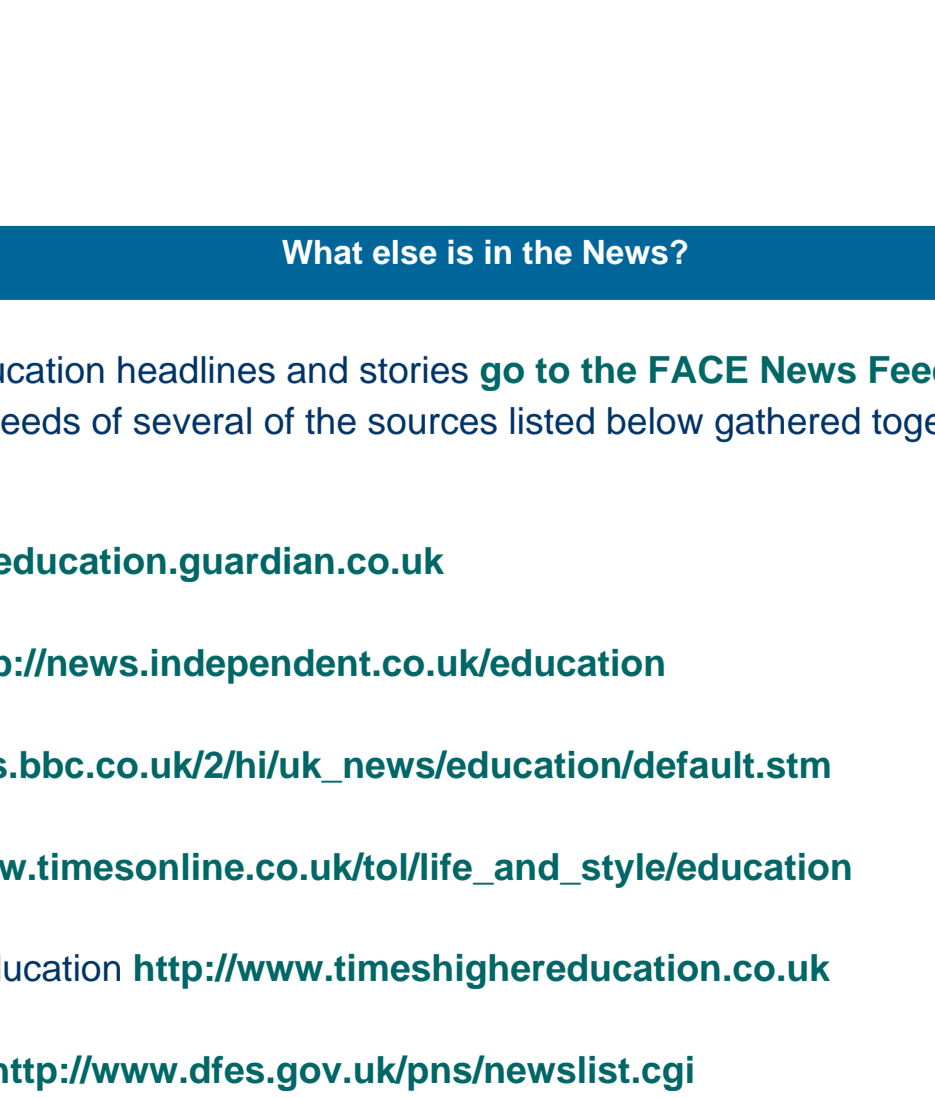 What else is in the News?
ucation headlines and stories go to the FACE News Feed
eeds of several of the sources listed below gathered toge
education.guardian.co.uk
p://news.independent.co.uk/education
s.bbc.co.uk/2/hi/uk_news/education/default.stm
w.timesonline.co.uk/tol/life_and_style/education
ducation http://www.timeshighereducation.co.uk
http://www.dfes.gov.uk/pns/newslist.cgi